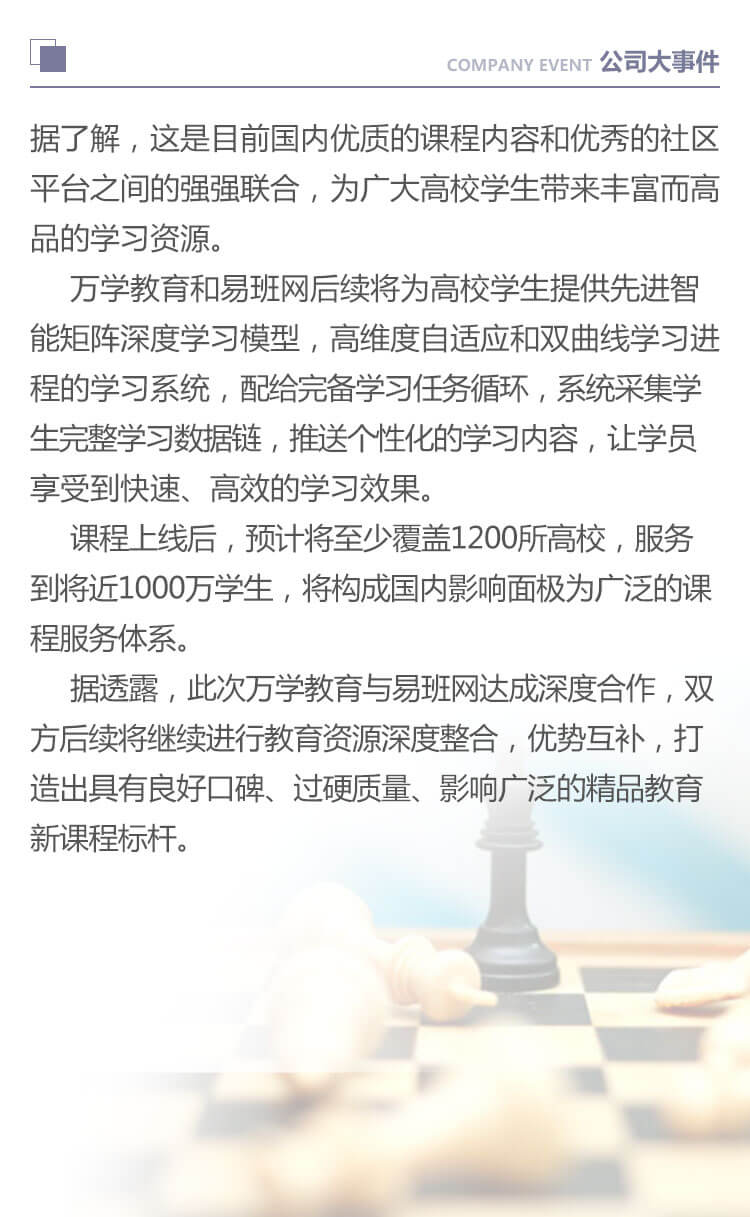 COMPANY EVENT 公司大事件
据了解，这是目前国内优质的课程内容和优秀的社区
平台之间的强强联合，为广大高校学生带来丰富而高
品的学习资源。
万学教育和易班网后续将为高校学生提供先进智
能矩阵深度学习模型，高维度自适应和双曲线学习进
程的学习系统，配给完备学习任务循环，系统采集学
生完整学习数据链，推送个性化的学习内容，让学员
享受到快速、高效的学习效果。
课程上线后，预计将至少覆盖1200所高校，服务
到将近1000万学生，将构成国内影响面极为广泛的课
程服务体系。
据透露，此次万学教育与易班网达成深度合作，双
方后续将继续进行教育资源深度整合，优势互补，打
造出具有良好口碑、过硬质量、影响广泛的精品教育
新课程标杆。